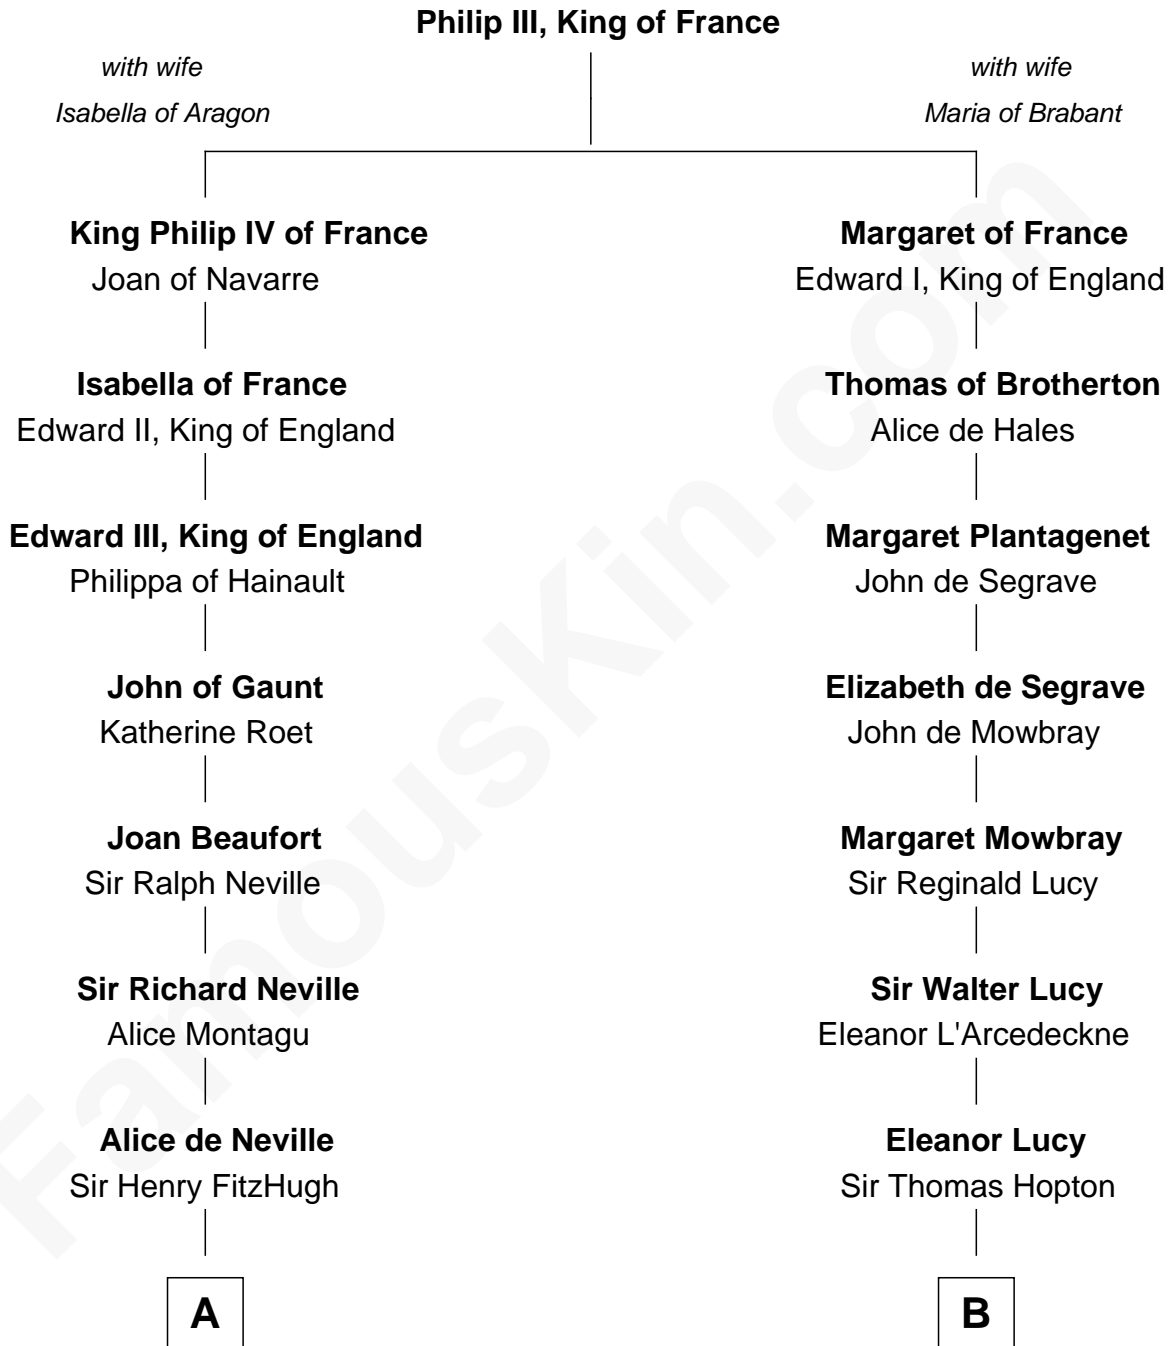 Philip III, King of France
with wife
Isabella of Aragon
with wife
Maria of Brabant
King Philip IV of France
Joan of Navarre
Margaret of France
Edward I, King of England
Isabella of France
Edward II, King of England
Thomas of Brotherton
Alice de Hales
Edward III, King of England
Philippa of Hainault
Margaret Plantagenet
John de Segrave
John of Gaunt
Katherine Roet
Elizabeth de Segrave
John de Mowbray
Joan Beaufort
Sir Ralph Neville
Margaret Mowbray
Sir Reginald Lucy
Sir Richard Neville
Alice Montagu
Sir Walter Lucy
Eleanor L'Arcedeckne
Alice de Neville
Sir Henry FitzHugh
Eleanor Lucy
Sir Thomas Hopton
A
B
FamousKin.com